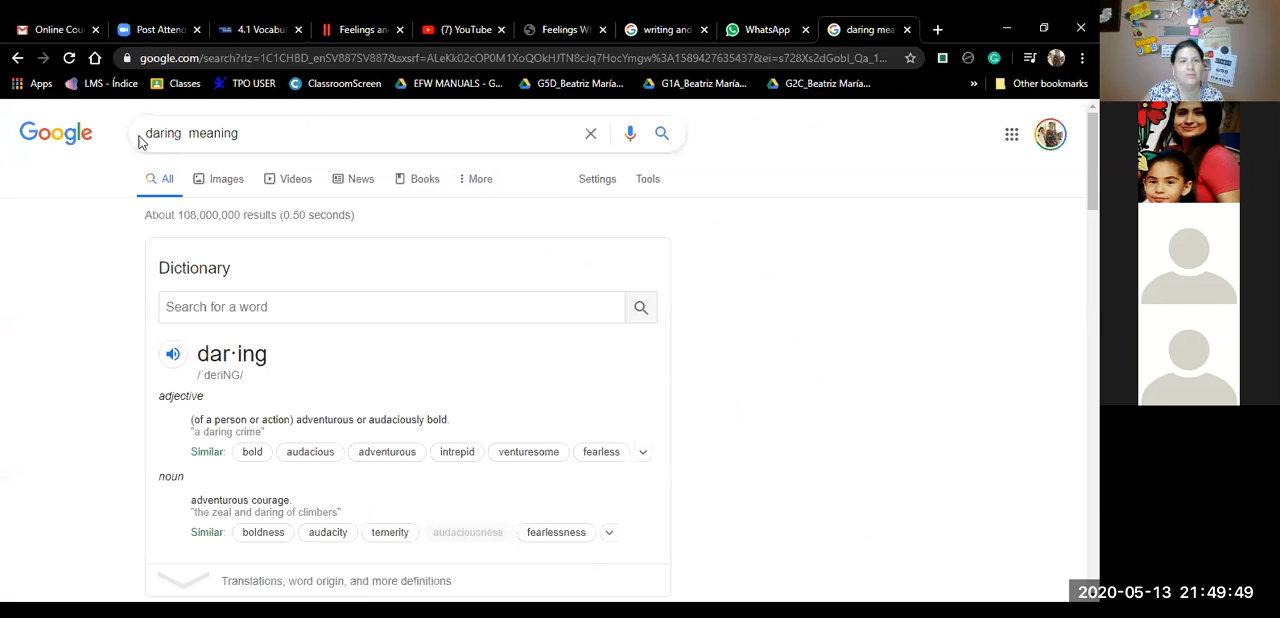 Online Cou
Post Attend
4.1 Vocabu
Feelings an
(7) YouTube
Feelings W
writing and
WhatsApp
daring mea
google.com/search?rlz=1C1CHBD_enSV887SV887&sxsrf=ALeKk02cOP0M1XoQOkHJTN8cJq7HocYmgw%3A1589427635437&ei=s728Xs2dGobl_Qa_1...
Apps
LMS - Índice
Classes
TPO USER
ClassroomScreen
EFW MANUALS - G...
G5D_Beatriz María...
G1A_Beatriz María...
G2C_Beatriz María...
»
Other bookmarks
Google
daring meaning
All
Images
Videos
News
Books
More
Settings
Tools
About 108,000,000 results (0.50 seconds)
Dictionary
Search for a word
dar·ing
/ˈderiNG/
adjective
(of a person or action) adventurous or audaciously bold.
"a daring crime"
Similar: bold audacious adventurous intrepid venturesome fearless
noun
adventurous courage.
"the zeal and daring of climbers"
Similar: boldness audacity temerity audaciousness fearlessness
Translations, word origin, and more definitions
2020-05-13 21:49:49